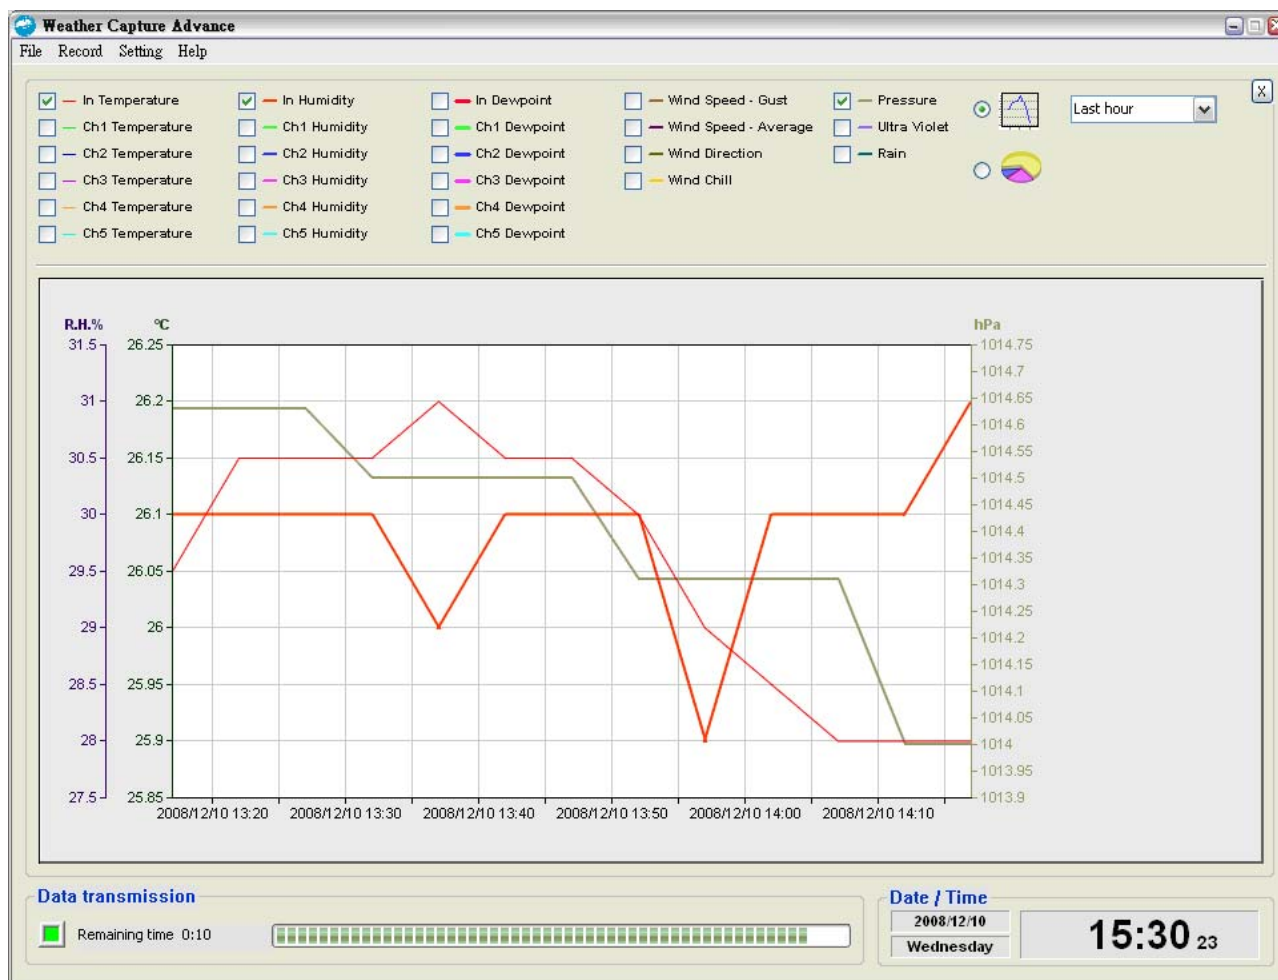 Weather Capture Advance
File Record Setting Help
In Temperature In Humidity In Dewpoint Wind Speed - Gust Pressure Last hour X
Ch1 Temperature Ch1 Humidity Ch1 Dewpoint Wind Speed - Average Ultra Violet
Ch2 Temperature Ch2 Humidity Ch2 Dewpoint Wind Direction Rain
Ch3 Temperature Ch3 Humidity Ch3 Dewpoint Wind Chill
Ch4 Temperature Ch4 Humidity Ch4 Dewpoint
Ch5 Temperature Ch5 Humidity Ch5 Dewpoint
R.H.% °C hPa
31.5 26.25 1014.75
1014.7
31 26.2 1014.65
1014.6
30.5 26.15 1014.55
1014.5
30 26.1 1014.45
1014.4
29.5 26.05 1014.35
1014.3
1014.25
29 26 1014.2
1014.15
28.5 25.95 1014.1
1014.05
28 25.9 1014
1013.95
27.5 25.85 1013.9
2008/12/10 13:20 2008/12/10 13:30 2008/12/10 13:40 2008/12/10 13:50 2008/12/10 14:00 2008/12/10 14:10
Data transmission
Remaining time 0:10
Date / Time
2008/12/10
Wednesday
15:30 23